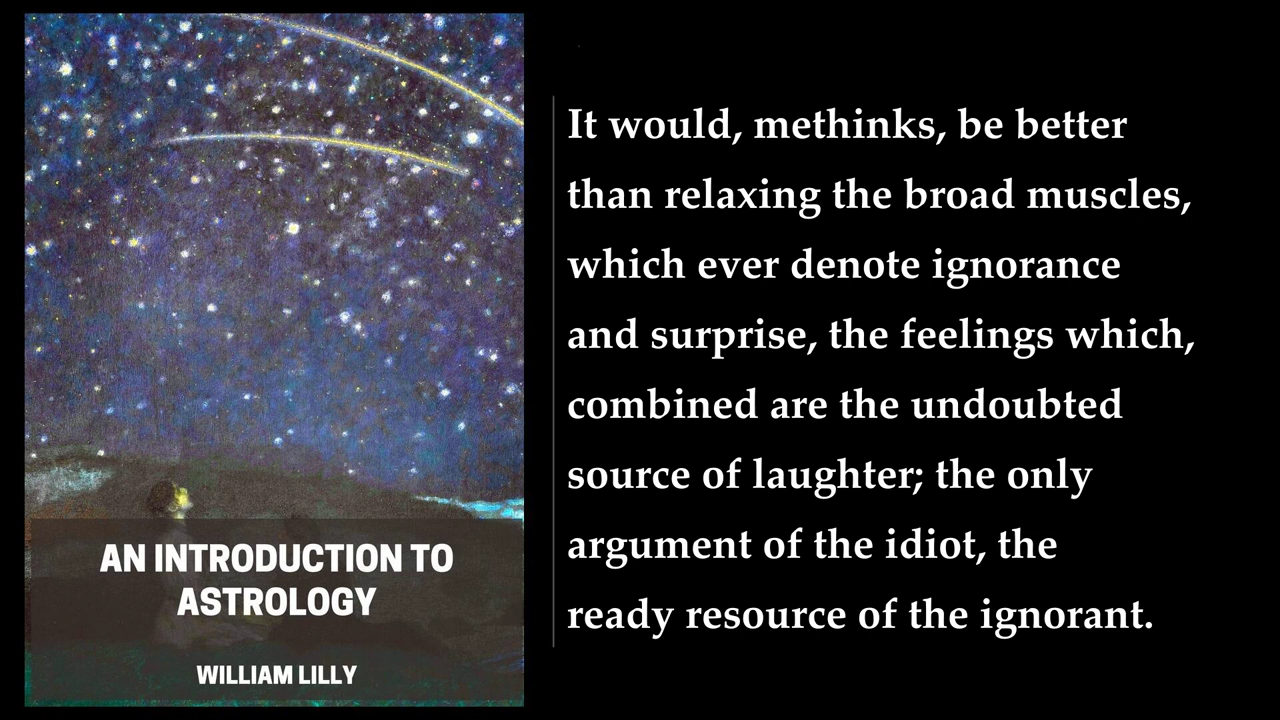 AN INTRODUCTION TO
ASTROLOGY
WILLIAM LILLY
It would, methinks, be better
than relaxing the broad muscles,
which ever denote ignorance
and surprise, the feelings which,
combined are the undoubted
source of laughter; the only
argument of the idiot, the
ready resource of the ignorant.